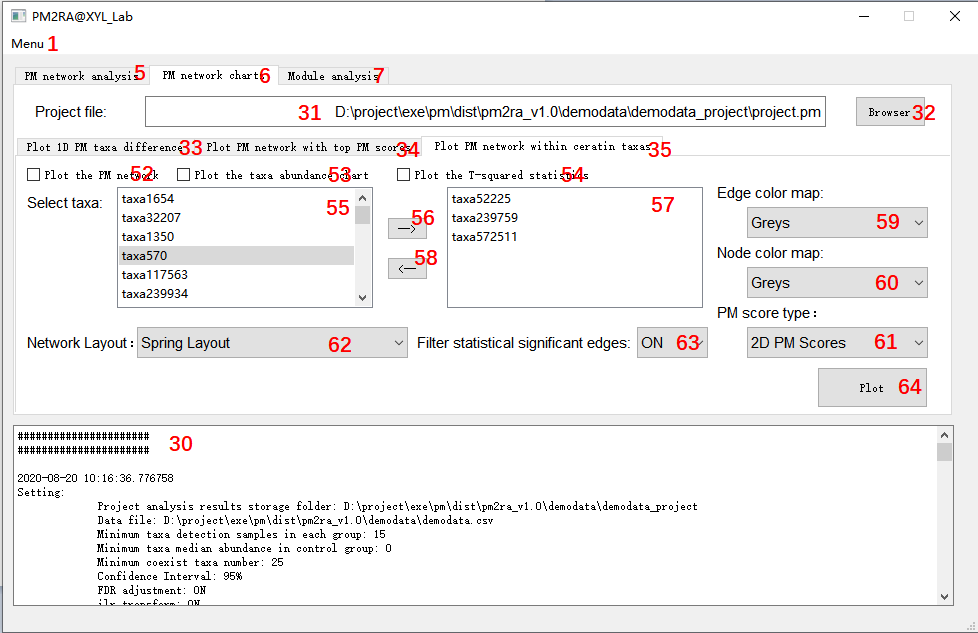 PM2RA@XYL_Lab
Menu 1
PM network analysis 5 PM network chart 6 Module analysis 7
Project file: 31 D:\project\exe\pm\dist\pm2ra_v1.0\demodata\demodata_project\project.pm Browser 32
Plot 1D PM taxa difference 33 Plot PM network with top PM scores 34 Plot PM network within ceratin taxas 35
Plot the PM network 52 Plot the taxa abundance chart 53 Plot the T-squared statistics 54
Select taxa: 55 56 57 58
taxa1654
taxa32207
taxa1350
taxa570
taxa117563
taxa239934
-->
<--
taxa52225
taxa239759
taxa572511
Edge color map:
Greys 59
Node color map:
Greys 60
PM score type:
2D PM Scores 61
Network Layout: Spring Layout 62 Filter statistical significant edges: ON 63
Plot 64
######################  30
######################
2020-08-20 10:16:36.776758
Setting:
Project analysis results storage folder: D:\project\exe\pm\dist\pm2ra_v1.0\demodata\demodata_project
Data file: D:\project\exe\pm\dist\pm2ra_v1.0\demodata\demodata.csv
Minimum taxa detection samples in each group: 15
Minimum taxa median abundance in control group: 0
Minimum coexist taxa number: 25
Confidence Interval: 95%
FDR adjustment: ON
ilr transform: ON